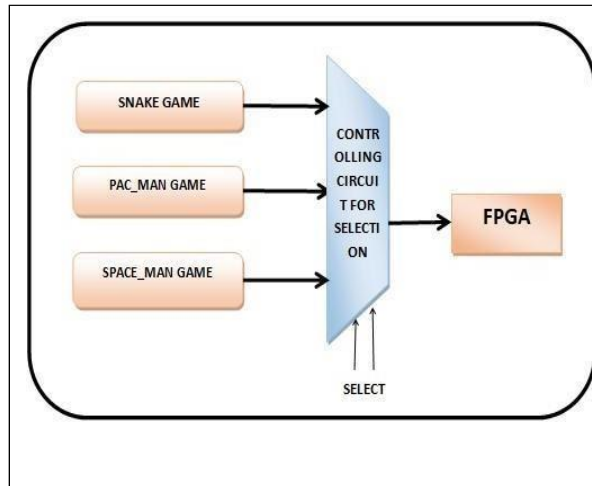 SNAKE GAME
PAC_MAN GAME
SPACE_MAN GAME
CONTR
OLLING
CIRCUI
T FOR
SELECTI
ON
FPGA
SELECT